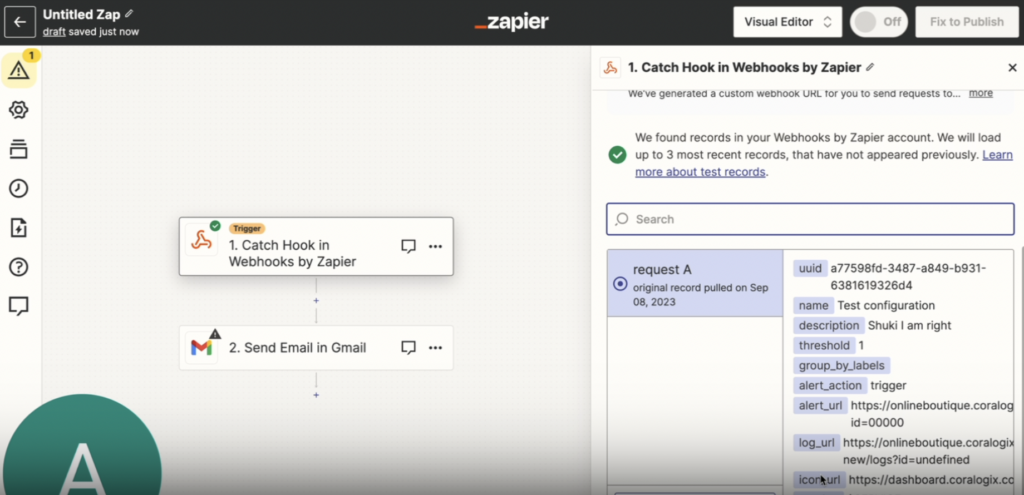 Untitled Zap
draft saved just now
_zapier
Visual Editor
Off
Fix to Publish
1
1. Catch Hook in Webhooks by Zapier
We've generated a custom webhook URL for you to send requests to... more
We found records in your Webhooks by Zapier account. We will load
up to 3 most recent records, that have not appeared previously. Learn
more about test records.
Search
Trigger
1. Catch Hook in
Webhooks by Zapier
2. Send Email in Gmail
request A
original record pulled on Sep
08, 2023
uuid a77598fd-3487-a849-b931-
6381619326d4
name Test configuration
description Shuki I am right
threshold 1
group_by_labels
alert_action trigger
alert_url https://onlineboutique.coralog
id=00000
log_url https://onlineboutique.coralogix
new/logs?id=undefined
icon_url https://dashboard.coralogix.cc
A